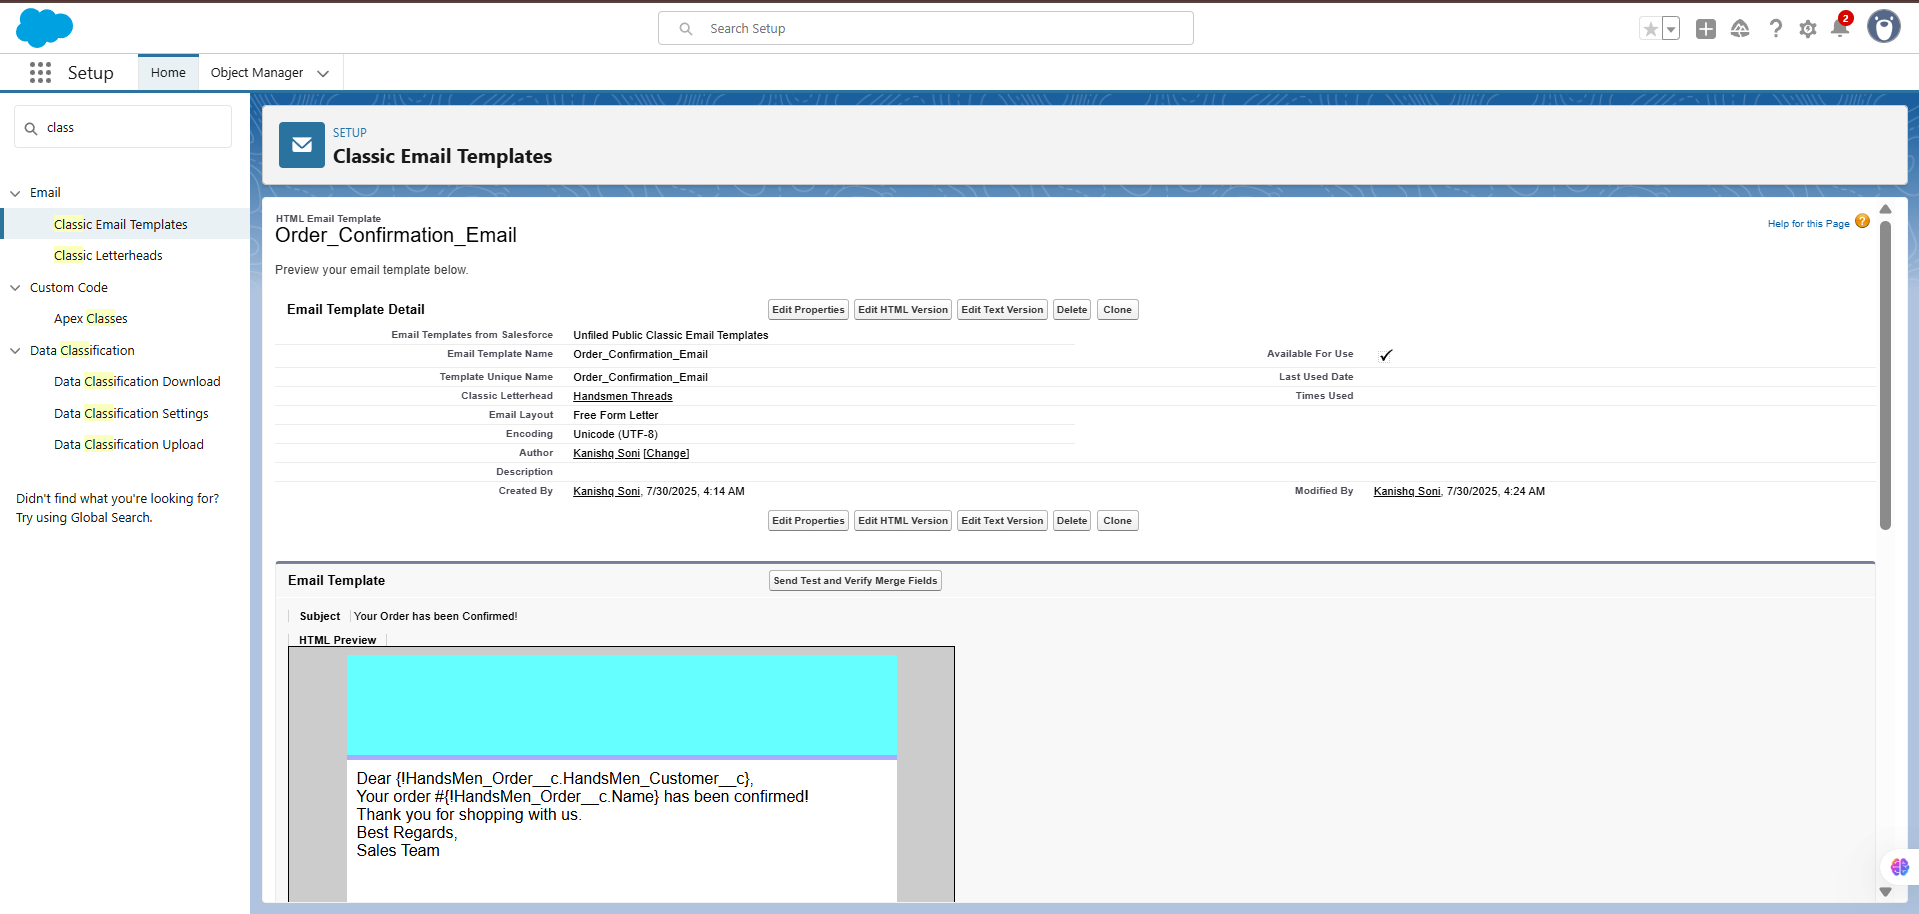 Search Setup
2
Setup
Home
Object Manager
class
Email
Classic Email Templates
Classic Letterheads
Custom Code
Apex Classes
Data Classification
Data Classification Download
Data Classification Settings
Data Classification Upload
Didn't find what you're looking for?
Try using Global Search.
SETUP
Classic Email Templates
HTML Email Template
Order_Confirmation_Email
Help for this Page ?
Preview your email template below.
Email Template Detail Edit Properties Edit HTML Version Edit Text Version Delete Clone
Email Templates from Salesforce Unfiled Public Classic Email Templates
Email Template Name Order_Confirmation_Email Available For Use ✓
Template Unique Name Order_Confirmation_Email Last Used Date
Classic Letterhead Handsmen Threads Times Used
Email Layout Free Form Letter
Encoding Unicode (UTF-8)
Author Kanishq Soni [Change]
Description
Created By Kanishq Soni, 7/30/2025, 4:14 AM Modified By Kanishq Soni, 7/30/2025, 4:24 AM
Edit Properties Edit HTML Version Edit Text Version Delete Clone
Email Template Send Test and Verify Merge Fields
Subject Your Order has been Confirmed!
HTML Preview
Dear {!HandsMen_Order__c.HandsMen_Customer__c},
Your order #{!HandsMen_Order__c.Name} has been confirmed!
Thank you for shopping with us.
Best Regards,
Sales Team